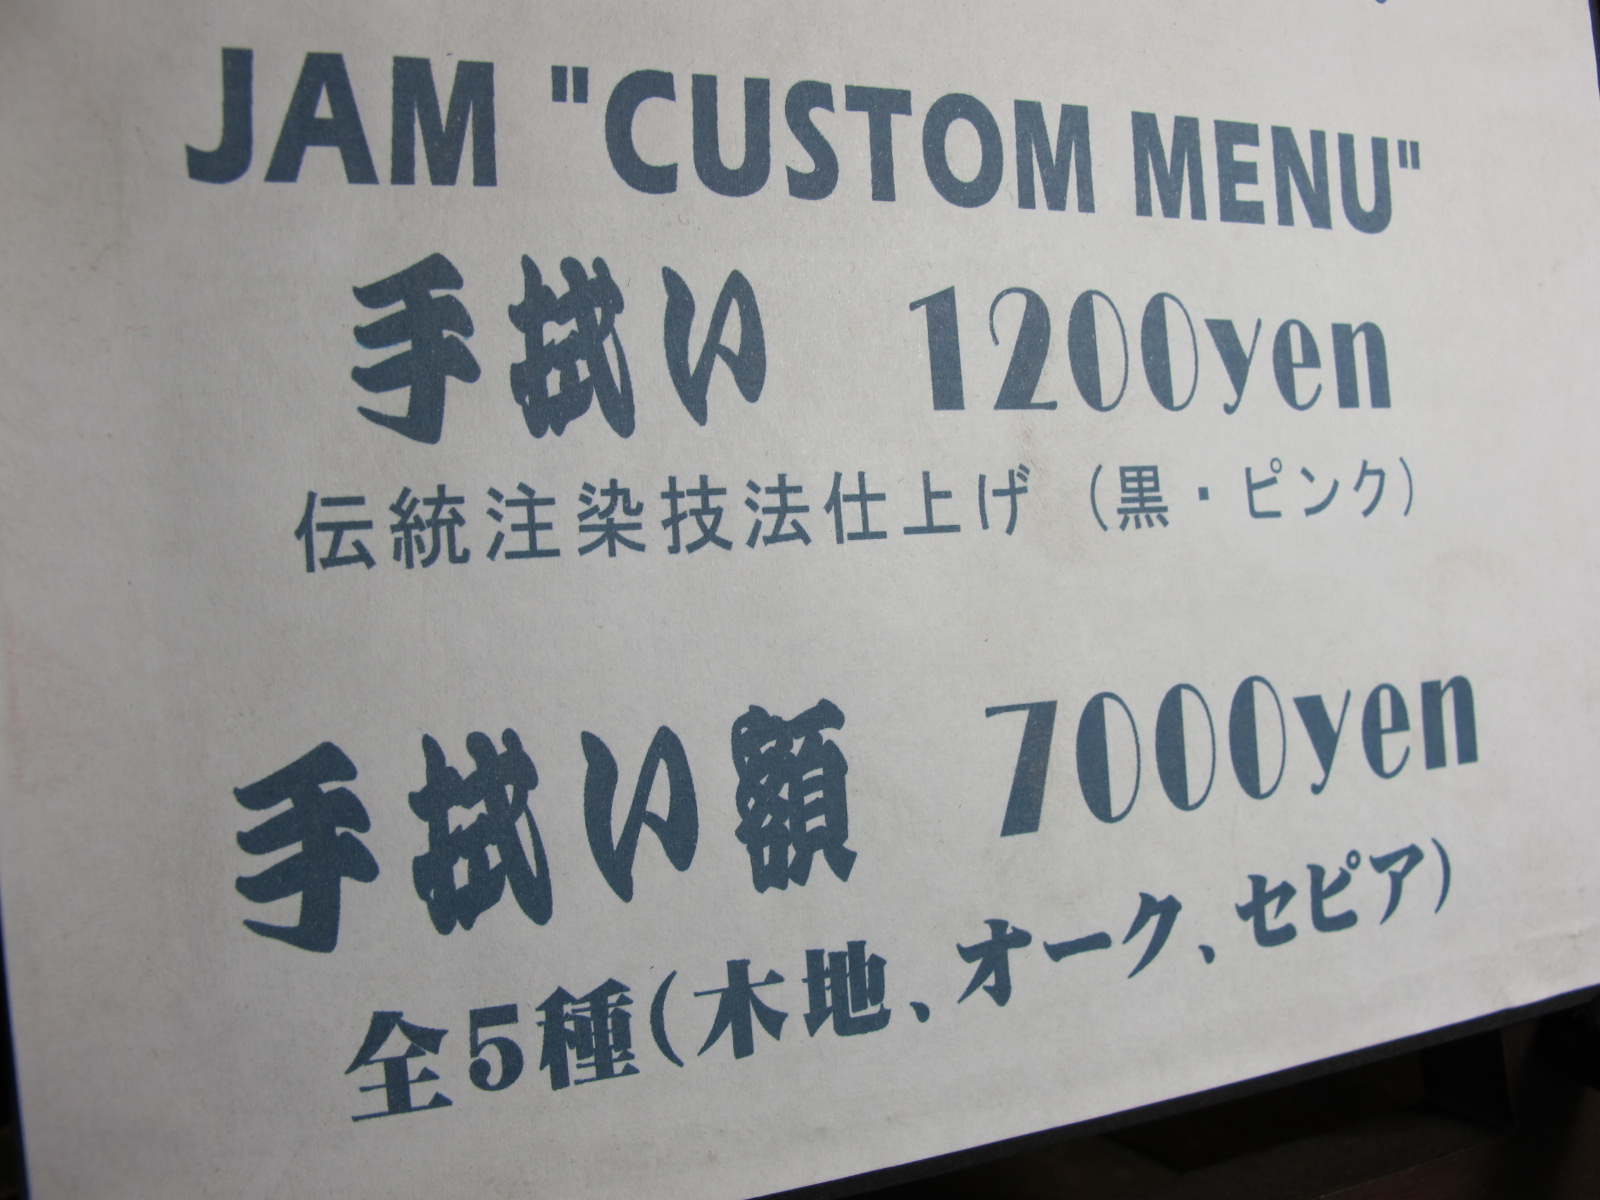 JAM "CUSTOM MENU"
手拭い 1200yen
伝統注染技法仕上げ (黒・ピンク)
手拭い額 7000yen
全5種(木地、オーク、セピア)